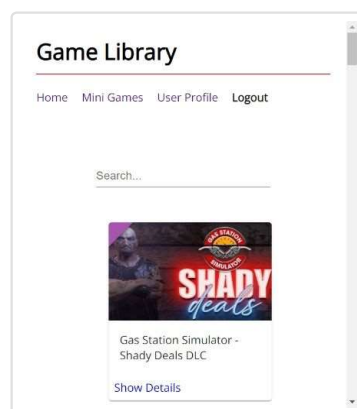 Game Library
Home Mini Games User Profile Logout
Search...
GAS STATION
SIMULATOR
SHADY
deals
Gas Station Simulator -
Shady Deals DLC
Show Details